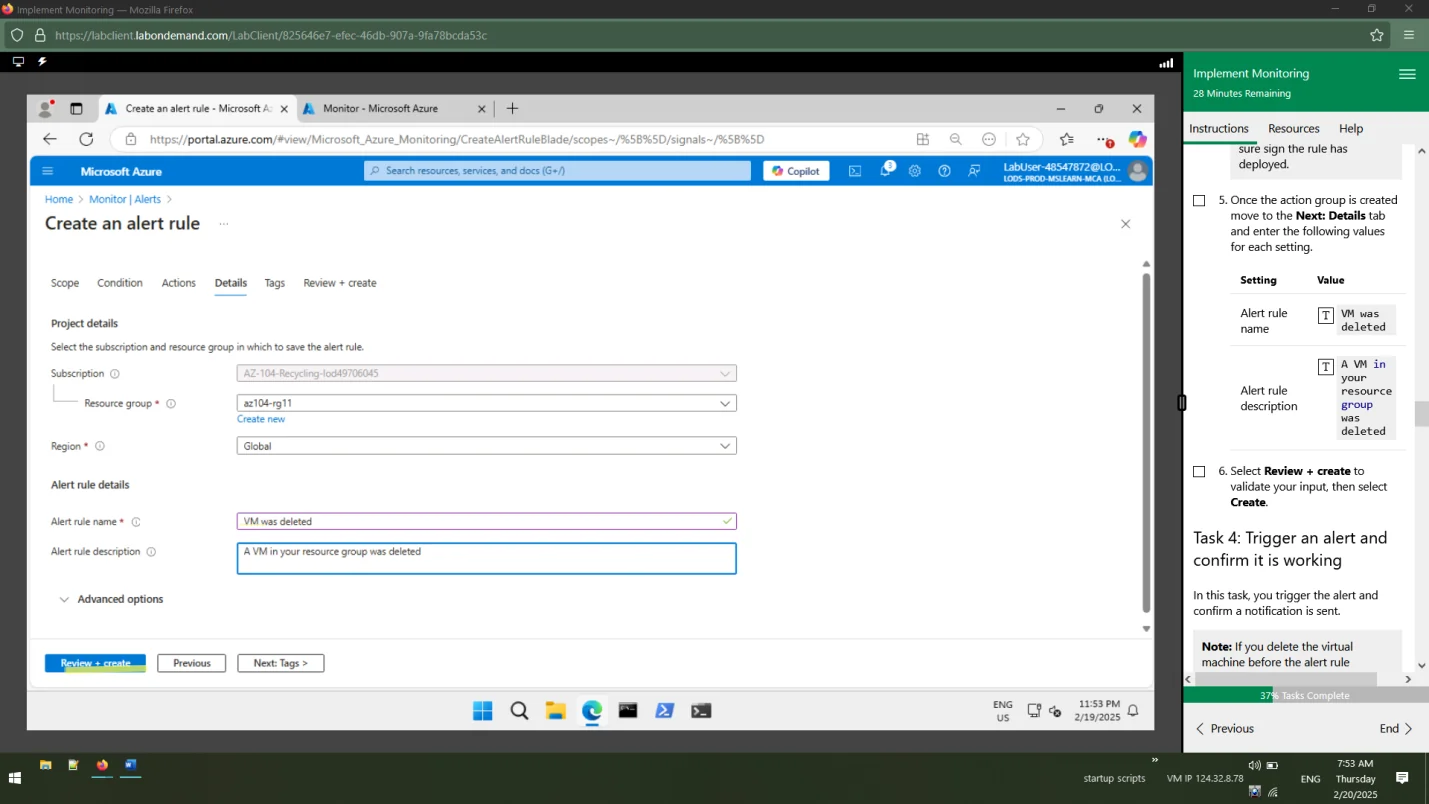 Implement Monitoring — Mozilla Firefox
https://labclient.labondemand.com/LabClient/825646e7-efec-46db-907a-9fa78bcda53c
Create an alert rule - Microsoft Az
Monitor - Microsoft Azure
https://portal.azure.com/#view/Microsoft_Azure_Monitoring/CreateAlertRuleBlade/scopes~/%5B%5D/signals~/%5B%5D
Microsoft Azure
Search resources, services, and docs (G+/)
Copilot
LabUser-48547872@LO...
LODS-PROD-MSLEARN-MCA (LO...
Home > Monitor | Alerts >
Create an alert rule ...
Scope Condition Actions Details Tags Review + create
Project details
Select the subscription and resource group in which to save the alert rule.
Subscription AZ-104-Recycling-lod49706045
Resource group * az104-rg11
Create new
Region * Global
Alert rule details
Alert rule name * VM was deleted
Alert rule description A VM in your resource group was deleted
Advanced options
Review + create Previous Next: Tags >
ENG
US
11:53 PM
2/19/2025
Implement Monitoring
28 Minutes Remaining
Instructions Resources Help
sure sign the rule has
deployed.
5. Once the action group is created
move to the Next: Details tab
and enter the following values
for each setting.
Setting Value
Alert rule
name
T VM was
deleted
Alert rule
description
T A VM in
your
resource
group
was
deleted
6. Select Review + create to
validate your input, then select
Create.
Task 4: Trigger an alert and
confirm it is working
In this task, you trigger the alert and
confirm a notification is sent.
Note: If you delete the virtual
machine before the alert rule
37% Tasks Complete
< Previous End >
startup scripts
VM IP 124.32.8.78
ENG
7:53 AM
Thursday
2/20/2025